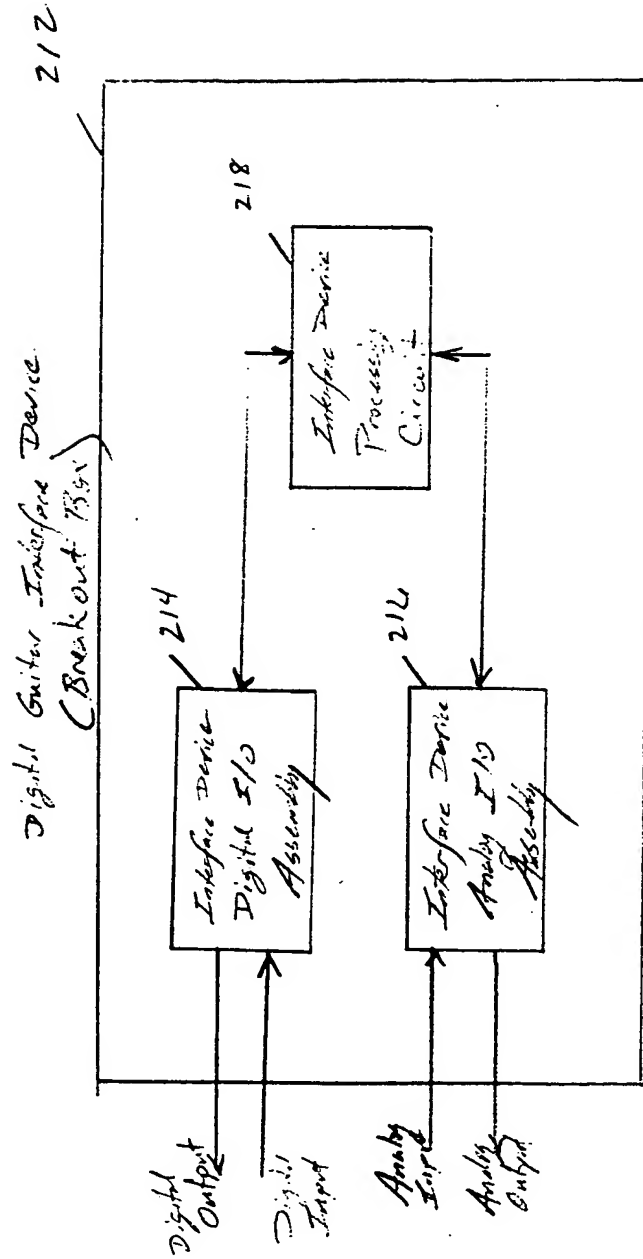 212
Digital Guitar Interface Device
(Breakout Box)
218
Interface Device
Processing
Circuit
214
Interface Device
Digital I/O
Assembly
216
Interface Device
Analog I/O
Assembly
Digital
Output
Digital
Input
Analog
Input
Analog
Output